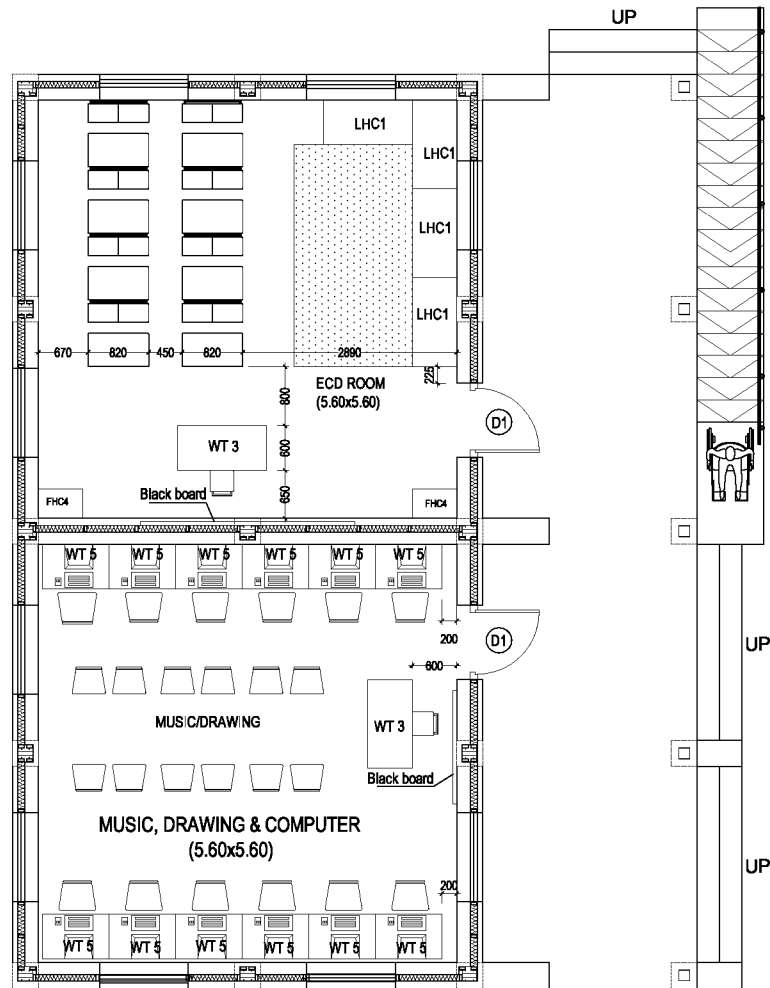 UP
LHC1
LHC1
LHC1
LHC1
670
820
450
820
2890
225
ECD ROOM
(5.60x5.60)
800
D1
WT 3
600
Black board
650
FHC4
FHC4
WT 5
WT 5
WT 5
WT 5
WT 5
WT 5
200
D1
UP
600
MUSIC/DRAWING
WT 3
Black board
MUSIC, DRAWING & COMPUTER
(5.60x5.60)
UP
200
WT 5
WT 5
WT 5
WT 5
WT 5
WT 5